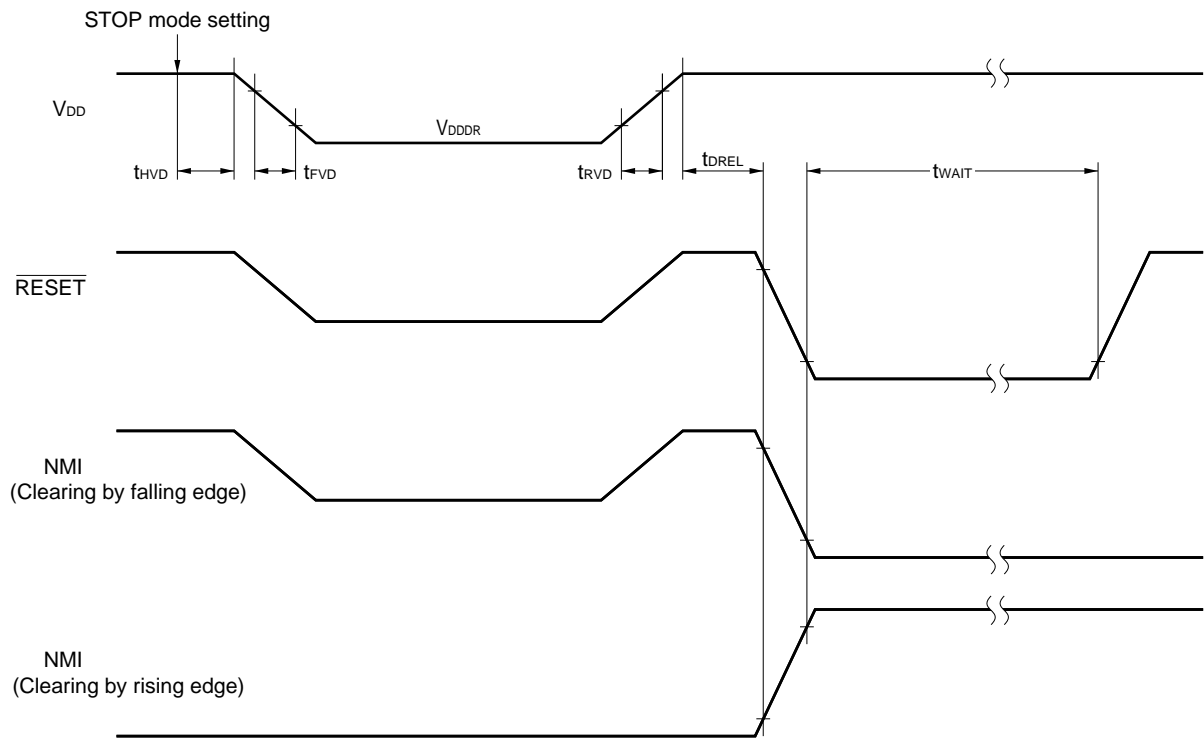 STOP mode setting
VDD
VDDDR
tHVD
tFVD
tRVD
tDREL
tWAIT
RESET
NMI
(Clearing by falling edge)
NMI
(Clearing by rising edge)